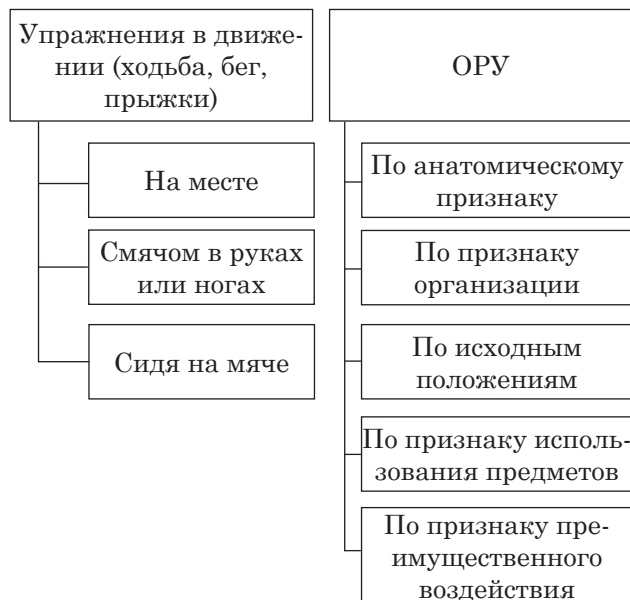 Упражнения в движе-
нии (ходьба, бег,
прыжки)
На месте
Смячом в руках
или ногах
Сидя на мяче
ОРУ
По анатомическому
признаку
По признаку
организации
По исходным
положениям
По признаку исполь-
зования предметов
По признаку пре-
имущественного
воздействия